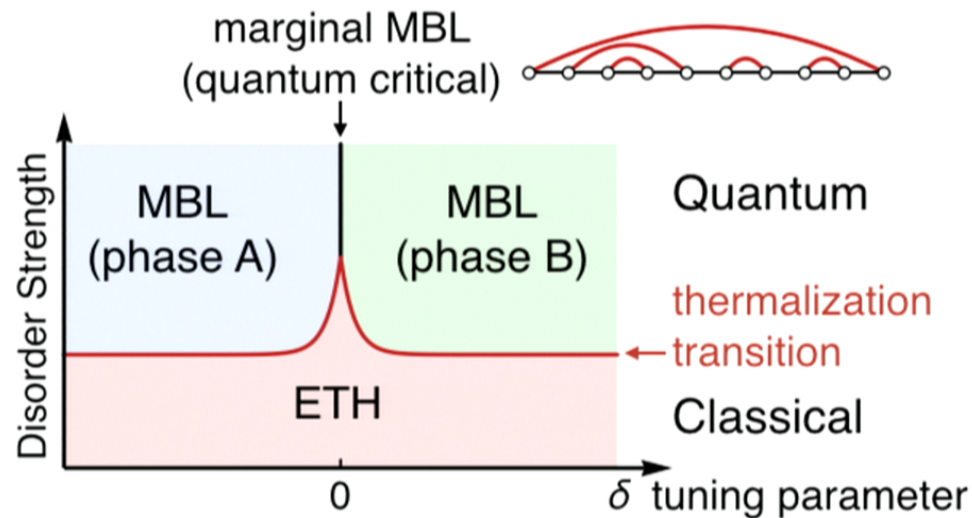 marginal MBL
(quantum critical)
Disorder Strength
MBL
(phase A)
MBL
(phase B)
Quantum
thermalization
transition
ETH
Classical
0
δ tuning parameter